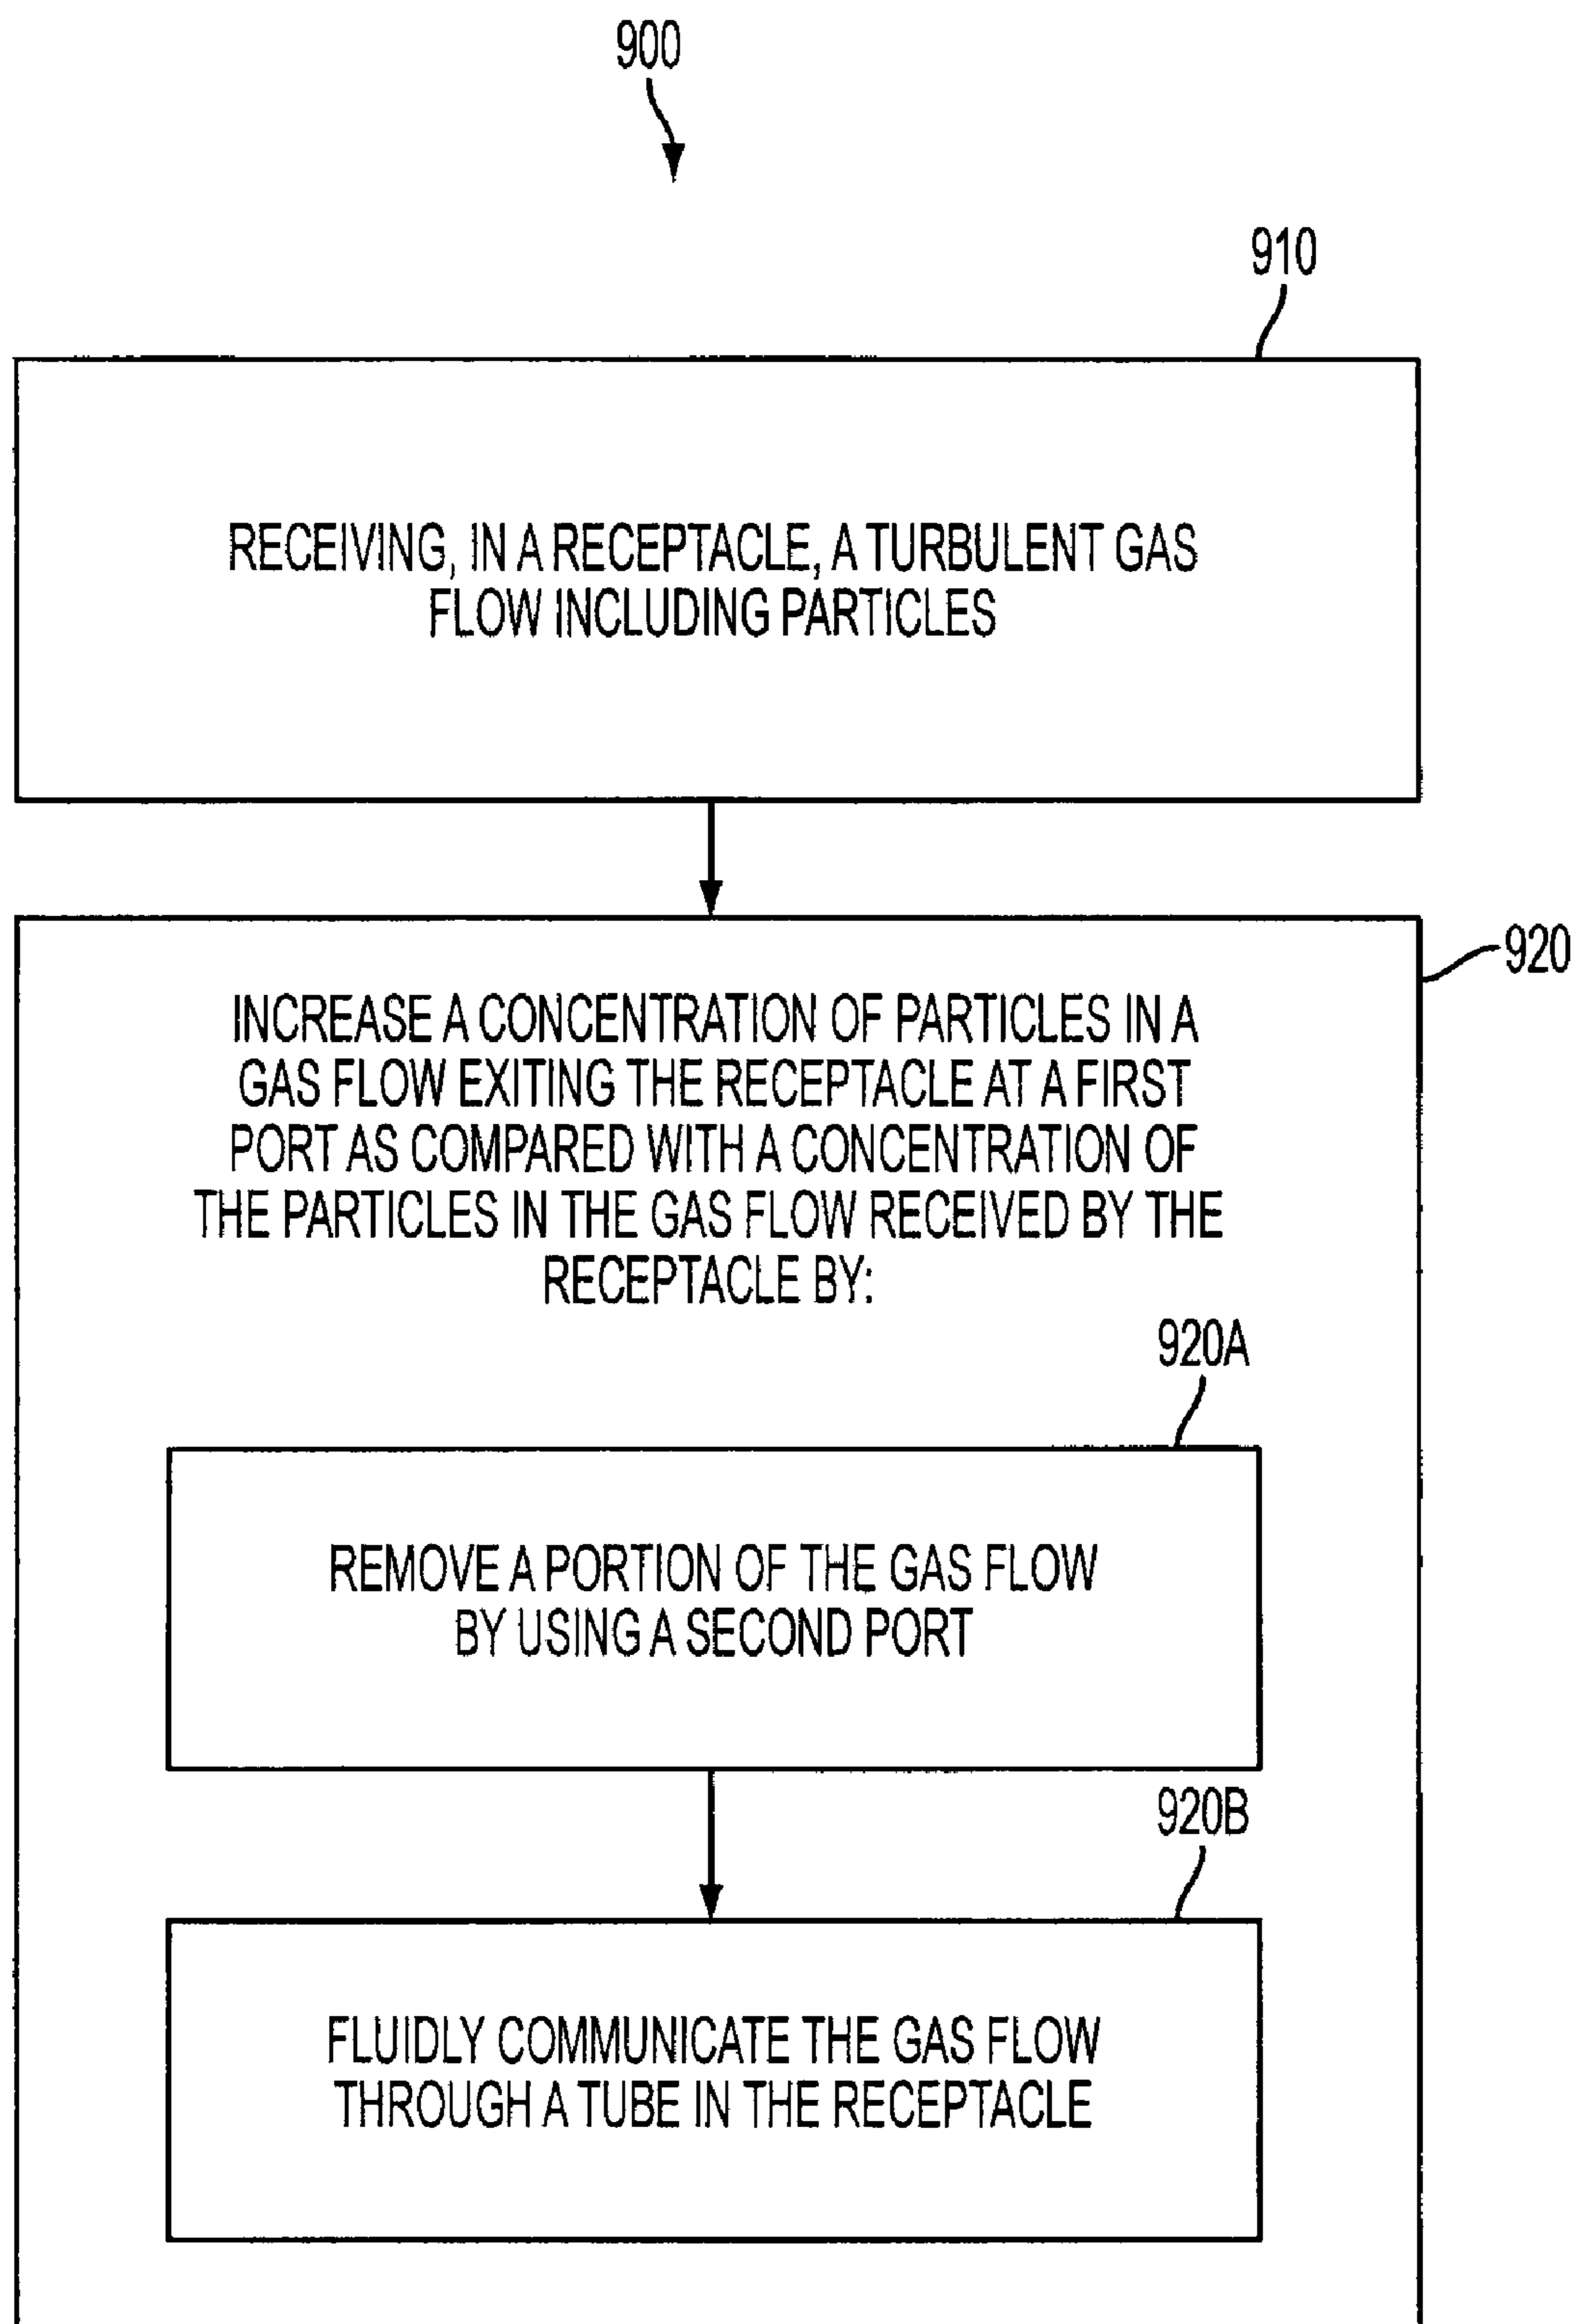 900
910
RECEIVING, IN A RECEPTACLE, A TURBULENT GAS
FLOW INCLUDING PARTICLES
920
INCREASE A CONCENTRATION OF PARTICLES IN A
GAS FLOW EXITING THE RECEPTACLE AT A FIRST
PORT AS COMPARED WITH A CONCENTRATION OF
THE PARTICLES IN THE GAS FLOW RECEIVED BY THE
RECEPTACLE BY:
920A
REMOVE A PORTION OF THE GAS FLOW
BY USING A SECOND PORT
920B
FLUIDLY COMMUNICATE THE GAS FLOW
THROUGH A TUBE IN THE RECEPTACLE